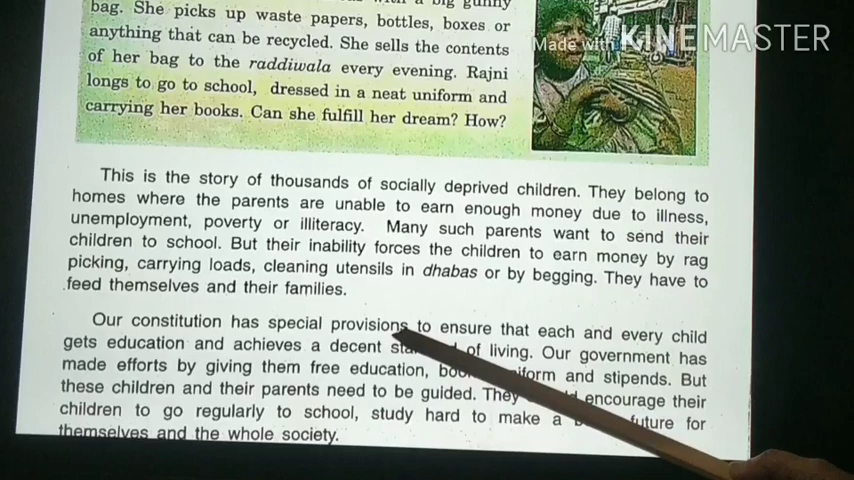 a big gunny
bag. She picks up waste papers, bottles, boxes or
anything that can be recycled. She sells the contents
of her bag to the raddiwala every evening. Rajni
longs to go to school, dressed in a neat uniform and
carrying her books. Can she fulfill her dream? How?
Made with KINEMASTER
This is the story of thousands of socially deprived children. They belong to
homes where the parents are unable to earn enough money due to illness,
unemployment, poverty or illiteracy. Many such parents want to send their
children to school. But their inability forces the children to earn money by rag
picking, carrying loads, cleaning utensils in dhabas or by begging. They have to
feed themselves and their families.
Our constitution has special provisions to ensure that each and every child
gets education and achieves a decent of living. Our government has
made efforts by giving them free education, and stipends. But
these children and their parents need to be guided. They encourage their
children to go regularly to school, study hard to make a future for
themselves and the whole society.